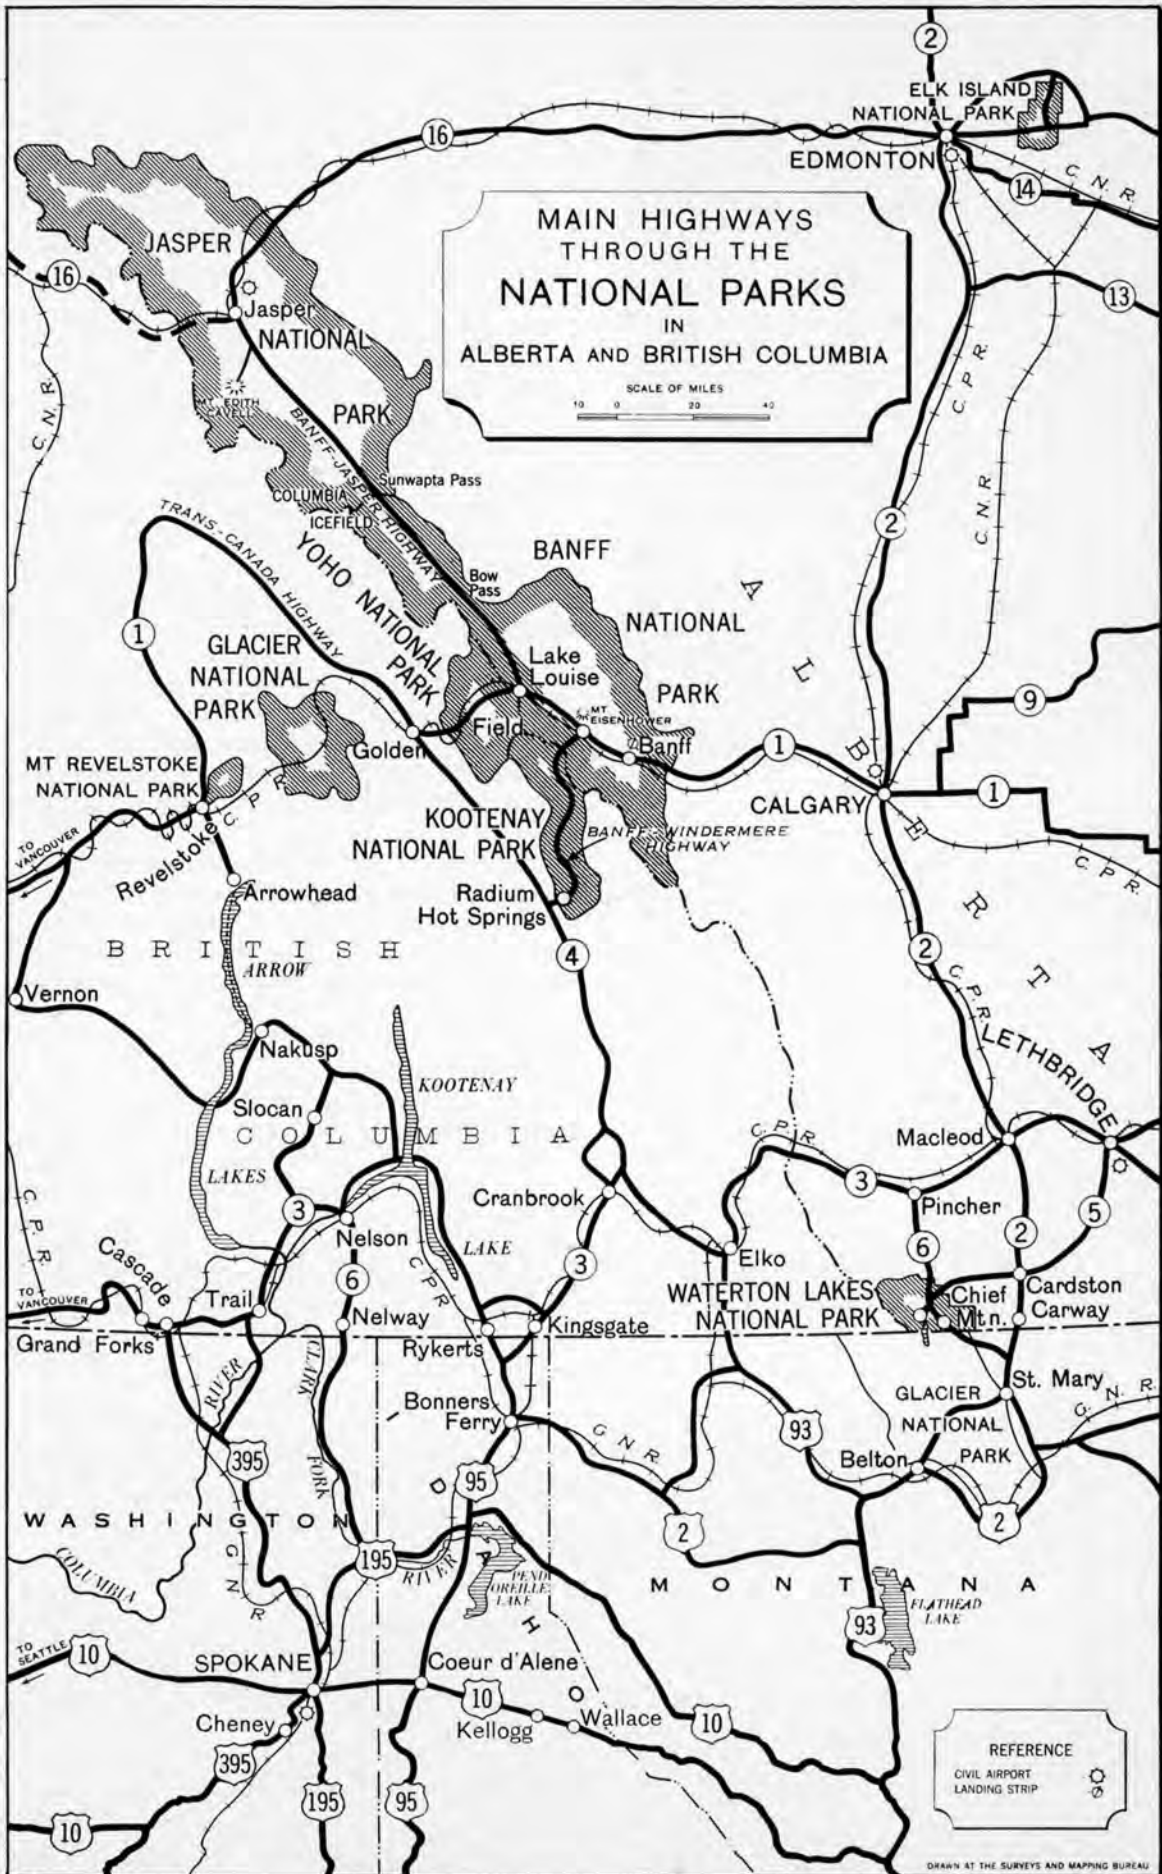 2
ELK ISLAND
NATIONAL PARK
16
EDMONTON
C. N. R.
14
MAIN HIGHWAYS
THROUGH THE
NATIONAL PARKS
IN
ALBERTA AND BRITISH COLUMBIA
SCALE OF MILES
10 0 20 40
JASPER
16
Jasper
NATIONAL
13
C. P. R.
MT. EDITH
CAVELL
PARK
C. N. R.
BANFF-JASPER HIGHWAY
Sunwapta Pass
COLUMBIA
ICEFIELD
C. N. R.
TRANS-CANADA HIGHWAY
2
YOHO NATIONAL
PARK
BANFF
Bow
Pass
NATIONAL
PARK
ALBERTA
1
GLACIER
NATIONAL
PARK
Lake
Louise
9
MT.
EISENHOWER
Field
Golden
Banff
1
MT REVELSTOKE
NATIONAL PARK
C. P. R.
CALGARY
1
KOOTENAY
NATIONAL PARK
BANFF-WINDERMERE
HIGHWAY
TO
VANCOUVER
Revelstoke
C. P. R.
Arrowhead
Radium
Hot Springs
BRITISH
ARROW
4
2
C. P. R.
Vernon
Nakusp
LETHBRIDGE
KOOTENAY
Slocan
COLUMBIA
C. P. R.
Macleod
LAKES
Cranbrook
3
Pincher
3
Nelson
C. P. R.
Cascade
LAKE
3
Elko
6
2
5
C. P. R.
6
TO
VANCOUVER
Trail
WATERTON LAKES
NATIONAL PARK
Chief
Mtn.
Cardston
Carway
Grand Forks
Nelway
Rykerts
Kingsgate
RIVER
CLARK
FORK
Bonners
Ferry
GLACIER
NATIONAL
PARK
St. Mary
G. N. R.
G N R
93
Belton
395
95
2
2
WASHINGTON
195
RIVER
IDAHO
PEND
OREILLE
LAKE
MONTANA
COLUMBIA
G N R
FLATHEAD
LAKE
93
TO
SEATTLE
10
SPOKANE
Coeur d'Alene
10
Kellogg
Wallace
10
Cheney
395
195
95
10
REFERENCE
CIVIL AIRPORT
LANDING STRIP
DRAWN AT THE SURVEYS AND MAPPING BUREAU